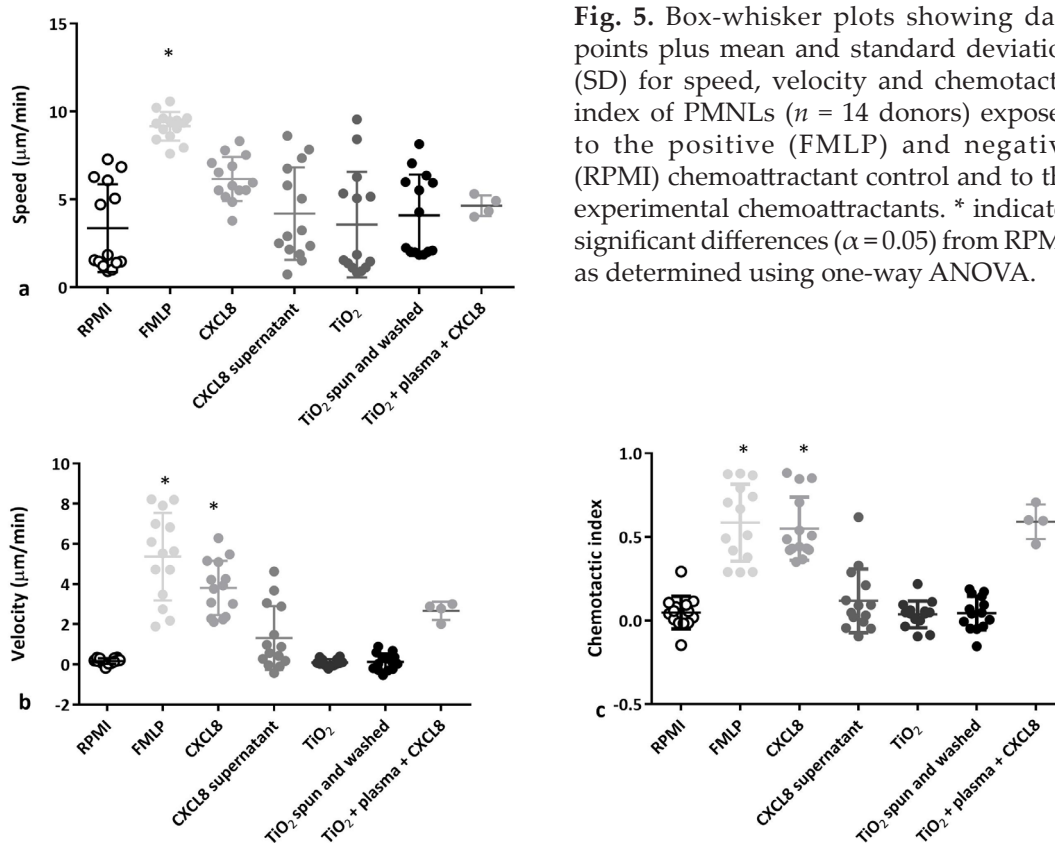 Fig. 5. Box-whisker plots showing da
points plus mean and standard deviatio
(SD) for speed, velocity and chemotact
index of PMNLs (n = 14 donors) expose
to the positive (FMLP) and negativ
(RPMI) chemoattractant control and to th
experimental chemoattractants. * indicate
significant differences (α = 0.05) from RPM
as determined using one-way ANOVA.
Speed (μm/min)
15
10
5
0
*
a
RPMI
FMLP
CXCL8
CXCL8 supernatant
TiO₂
TiO₂ spun and washed
TiO₂ + plasma + CXCL8
Velocity (μm/min)
10
8
6
4
2
0
-2
*
*
b
RPMI
FMLP
CXCL8
CXCL8 supernatant
TiO₂
TiO₂ spun and washed
TiO₂ + plasma + CXCL8
Chemotactic index
1.0
0.5
0.0
-0.5
*
*
c
RPMI
FMLP
CXCL8
CXCL8 supernatant
TiO₂
TiO₂ spun and washed
TiO₂ + plasma + CXCL8